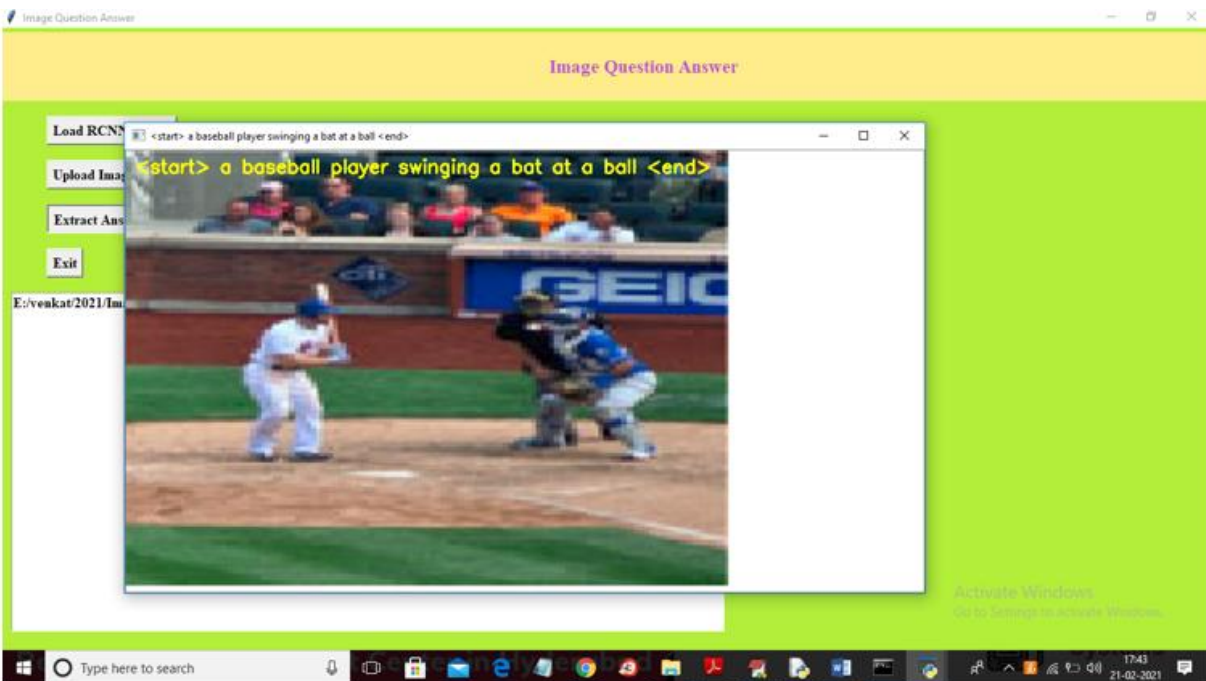 Image Question Answer
Image Question Answer
Load RCNN
Upload Imag
Extract Ans
Exit
E:/venkat/2021/Im
<start> a baseball player swinging a bat at a ball <end>
<start> a baseball player swinging a bat at a ball <end>
citi
GEIC
Activate Windows
Go to Settings to activate Windows.
Type here to search
17:43
21-02-2021